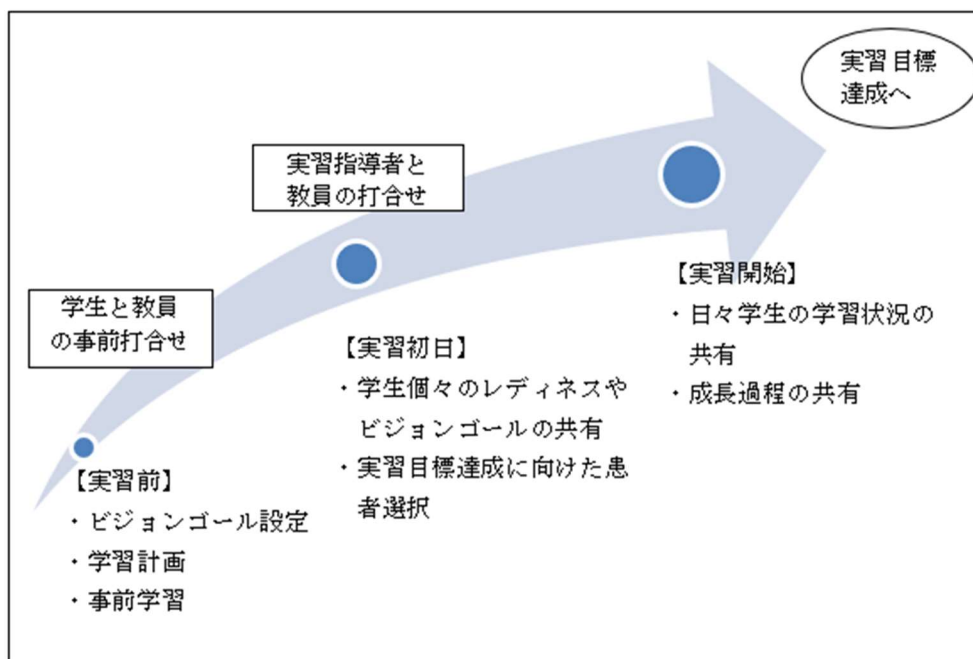 実習目標
達成へ
実習指導者と
教員の打合せ
学生と教員
の事前打合せ
【実習前】
・ビジョンゴール設定
・学習計画
・事前学習
【実習初日】
・学生個々のレディネスや
ビジョンゴールの共有
・実習目標達成に向けた患
者選択
【実習開始】
・日々学生の学習状況の
共有
・成長過程の共有